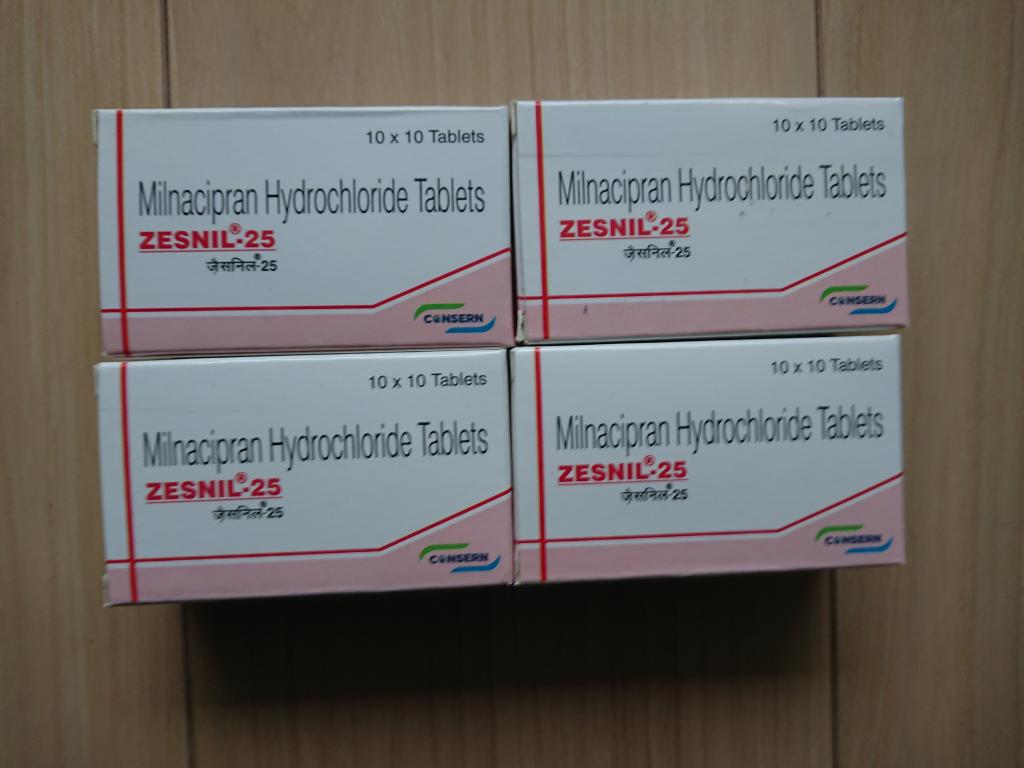 10 x 10 Tablets
Milnacipran Hydrochloride Tablets
ZESNIL®-25
ज़ैसनिल®-25
CONSERN
10 x 10 Tablets
Milnacipran Hydrochloride Tablets
ZESNIL®-25
ज़ैसनिल®-25
CONSERN
10 x 10 Tablets
Milnacipran Hydrochloride Tablets
ZESNIL®-25
ज़ैसनिल®-25
CONSERN
10 x 10 Tablets
Milnacipran Hydrochloride Tablets
ZESNIL®-25
ज़ैसनिल®-25
CONSERN